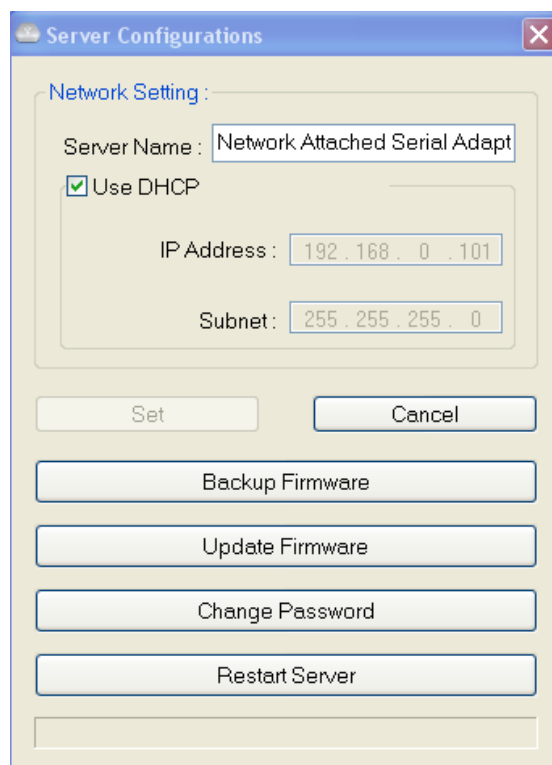 Server Configurations
Network Setting :
Server Name : Network Attached Serial Adapt
Use DHCP
IP Address : 192 . 168 . 0 . 101
Subnet : 255 . 255 . 255 . 0
Set Cancel
Backup Firmware
Update Firmware
Change Password
Restart Server